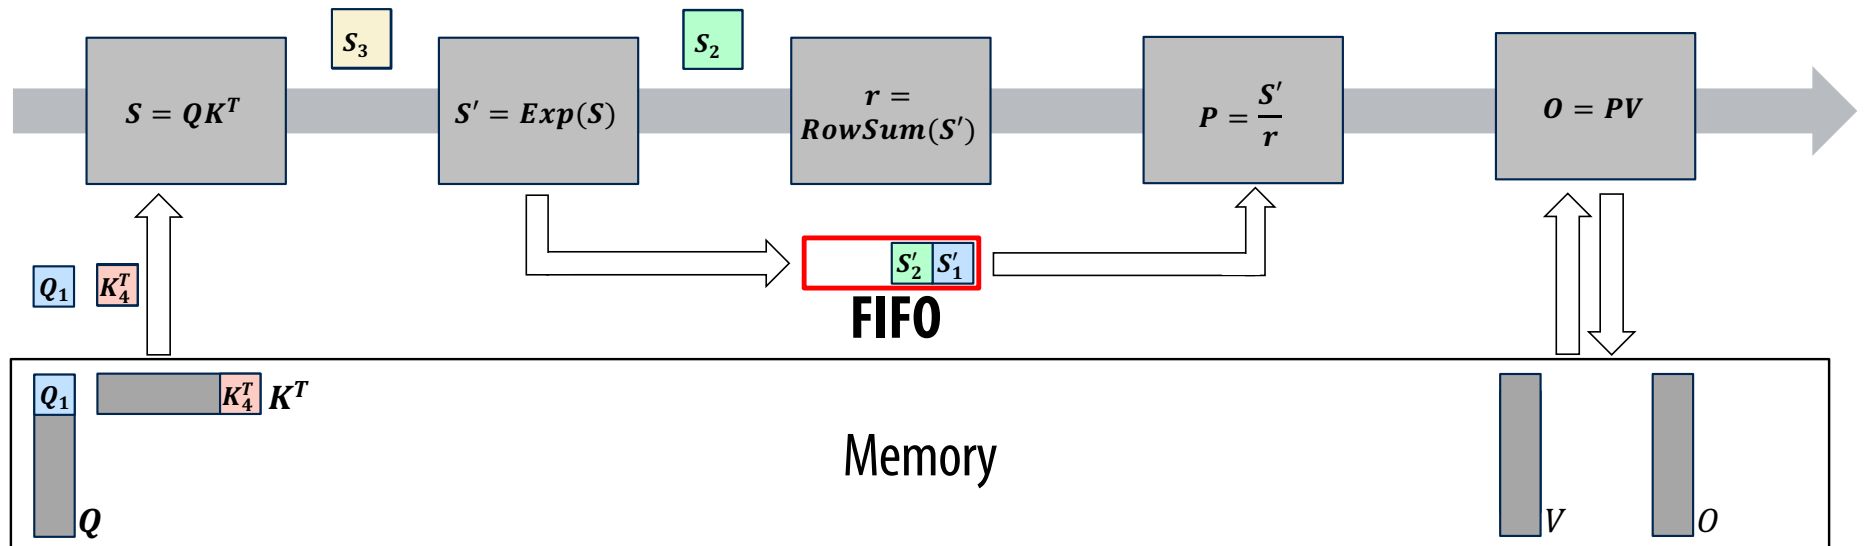 S₃
S₂
S = QKᵀ
S′ = Exp(S)
r =
RowSum(S′)
P = S′/r
O = PV
Q₁
K₄ᵀ
S′₂
S′₁
FIFO
Q₁
K₄ᵀ
Kᵀ
Memory
Q
V
O